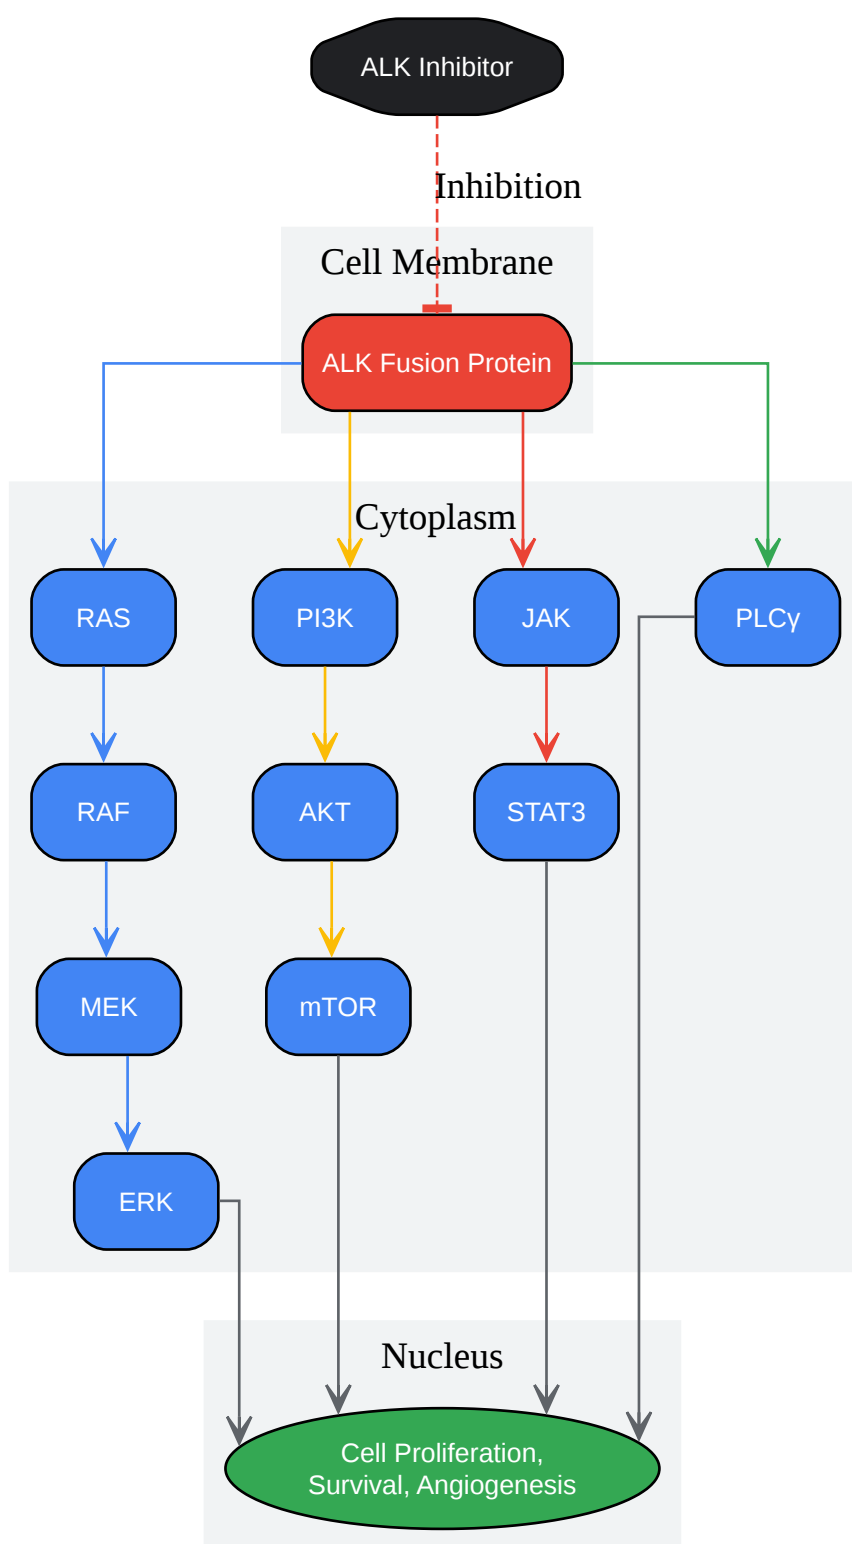 ALK Inhibitor
Inhibition
Cell Membrane
ALK Fusion Protein
Cytoplasm
RAS
PI3K
JAK
PLCγ
RAF
AKT
STAT3
MEK
mTOR
ERK
Nucleus
Cell Proliferation,
Survival, Angiogenesis